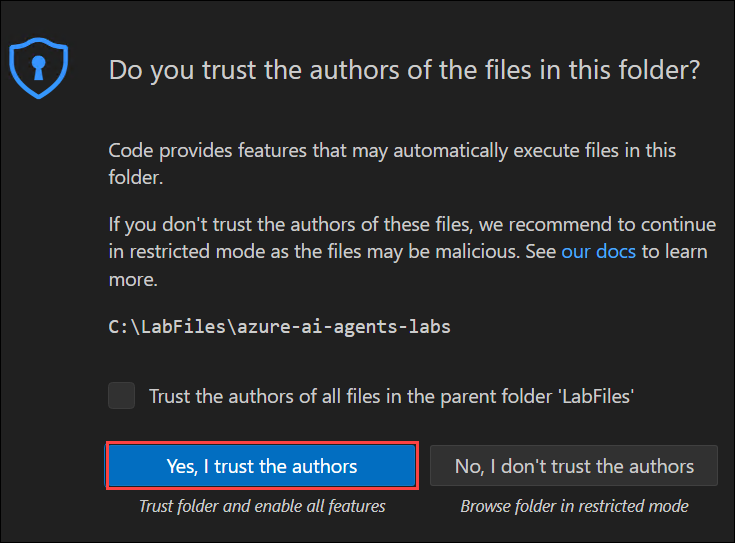 Do you trust the authors of the files in this folder?
Code provides features that may automatically execute files in this
folder.
If you don't trust the authors of these files, we recommend to continue
in restricted mode as the files may be malicious. See our docs to learn
more.
C:\LabFiles\azure-ai-agents-labs
Trust the authors of all files in the parent folder 'LabFiles'
Yes, I trust the authors
No, I don't trust the authors
Trust folder and enable all features
Browse folder in restricted mode